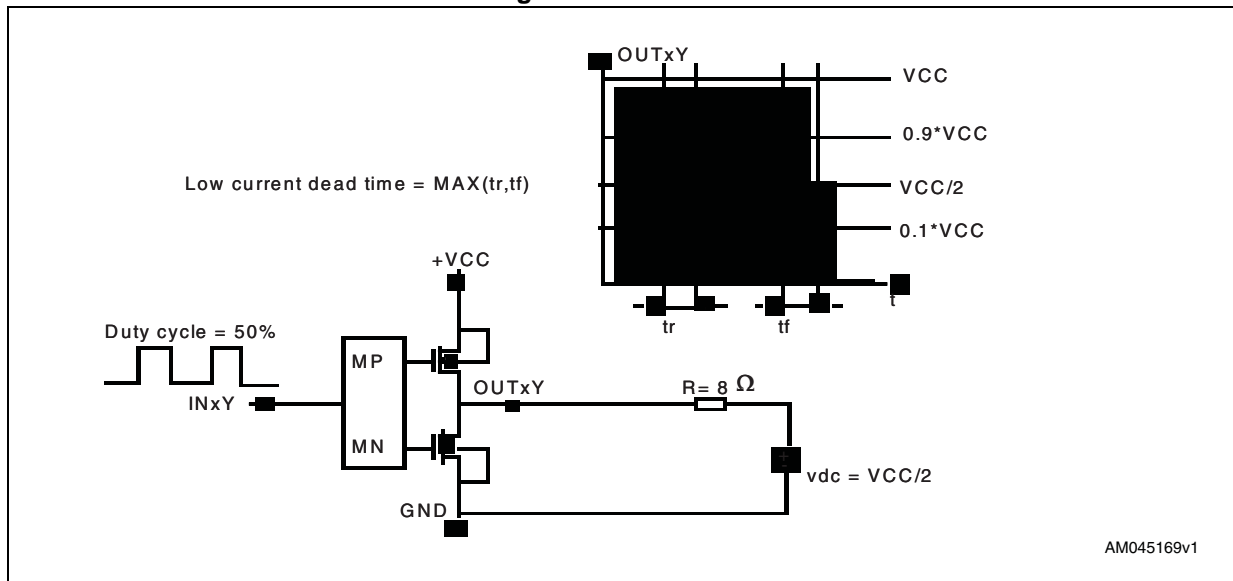 OUTxY
VCC
0.9*VCC
Low current dead time = MAX(tr,tf)
VCC/2
0.1*VCC
+VCC
t
tr
tf
Duty cycle = 50%
MP
OUTxY
R= 8 Ω
INxY
MN
+
-
vdc = VCC/2
GND
AM045169v1